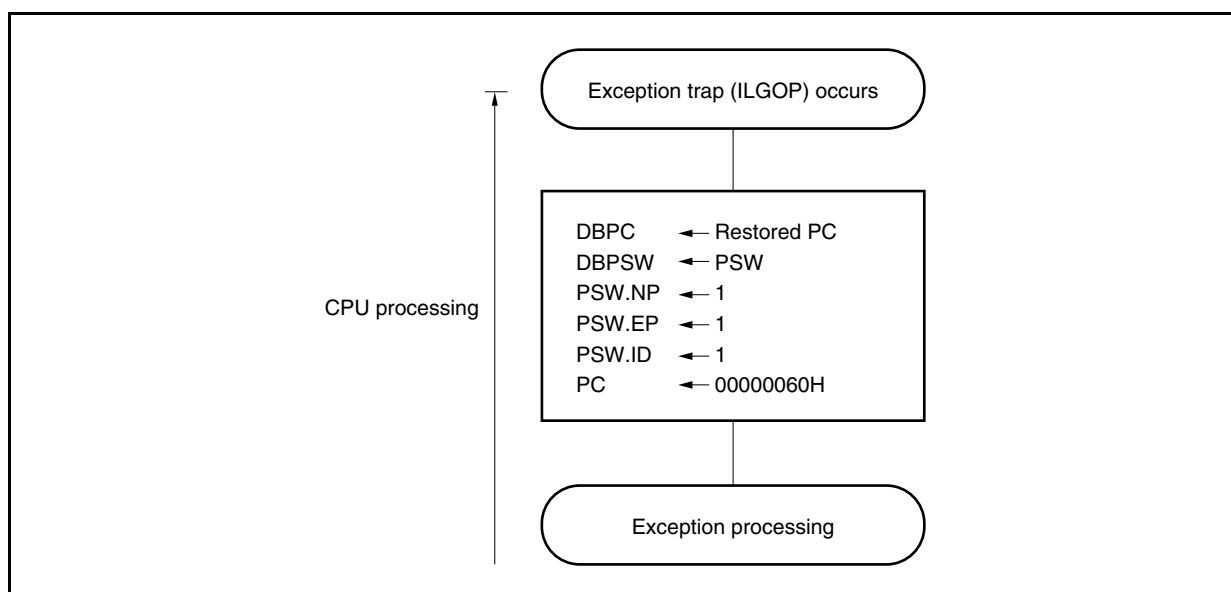 Exception trap (ILGOP) occurs
CPU processing
DBPC ← Restored PC
DBPSW ← PSW
PSW.NP ← 1
PSW.EP ← 1
PSW.ID ← 1
PC ← 00000060H
Exception processing